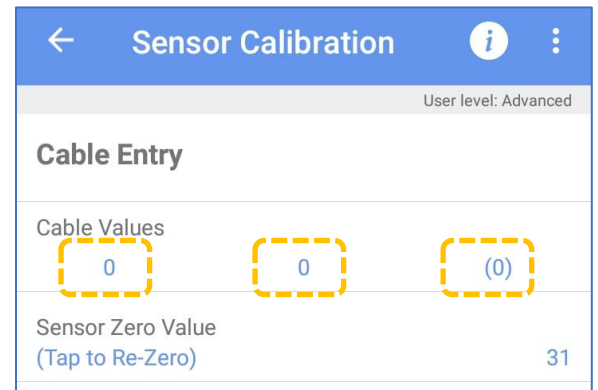 Sensor Calibration i
User level: Advanced
Cable Entry
Cable Values
0 0 (0)
Sensor Zero Value
(Tap to Re-Zero) 31